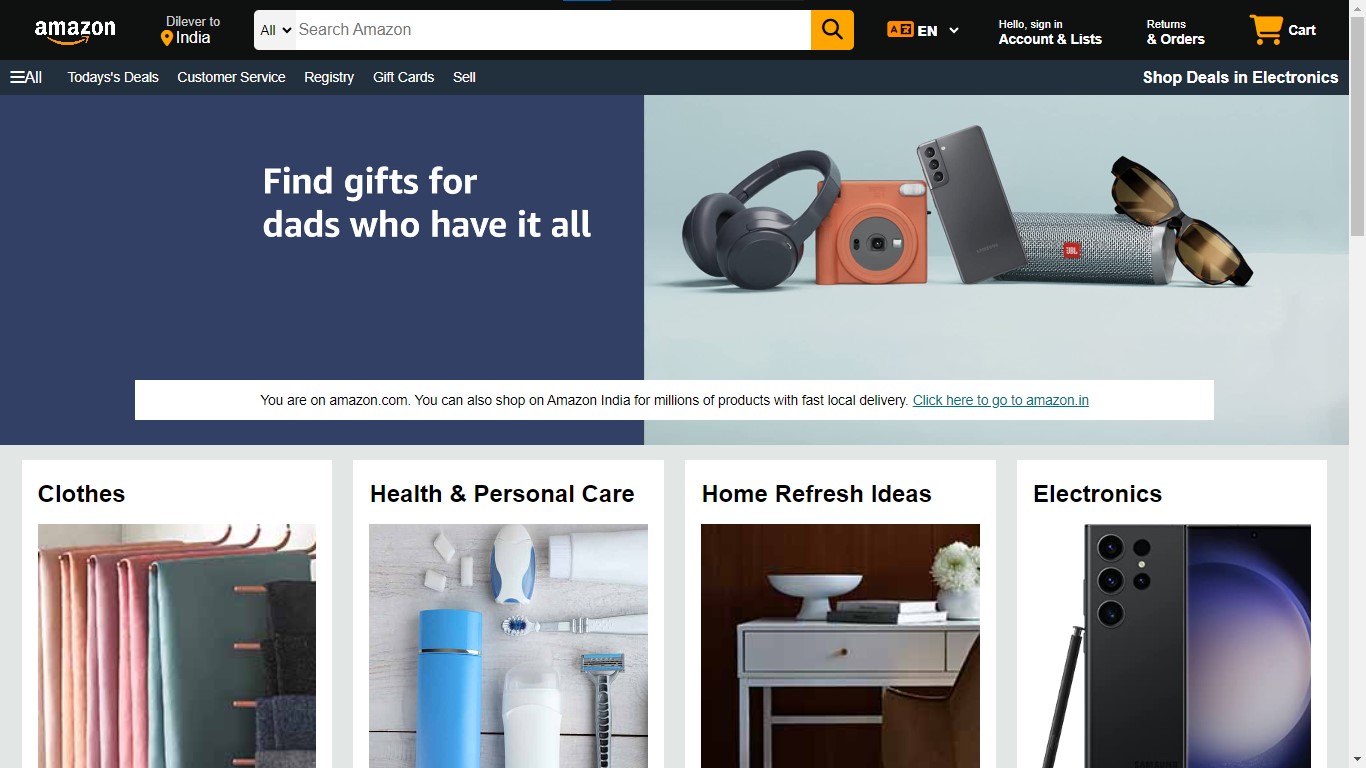 amazon
Dilever to
India
All
Search Amazon
EN
Hello, sign in
Account & Lists
Returns
& Orders
Cart
All
Todays's Deals
Customer Service
Registry
Gift Cards
Sell
Shop Deals in Electronics
Find gifts for
dads who have it all
SAMSUNG
JBL
You are on amazon.com. You can also shop on Amazon India for millions of products with fast local delivery. Click here to go to amazon.in
Clothes
Health & Personal Care
Home Refresh Ideas
Electronics
SAMSUNG